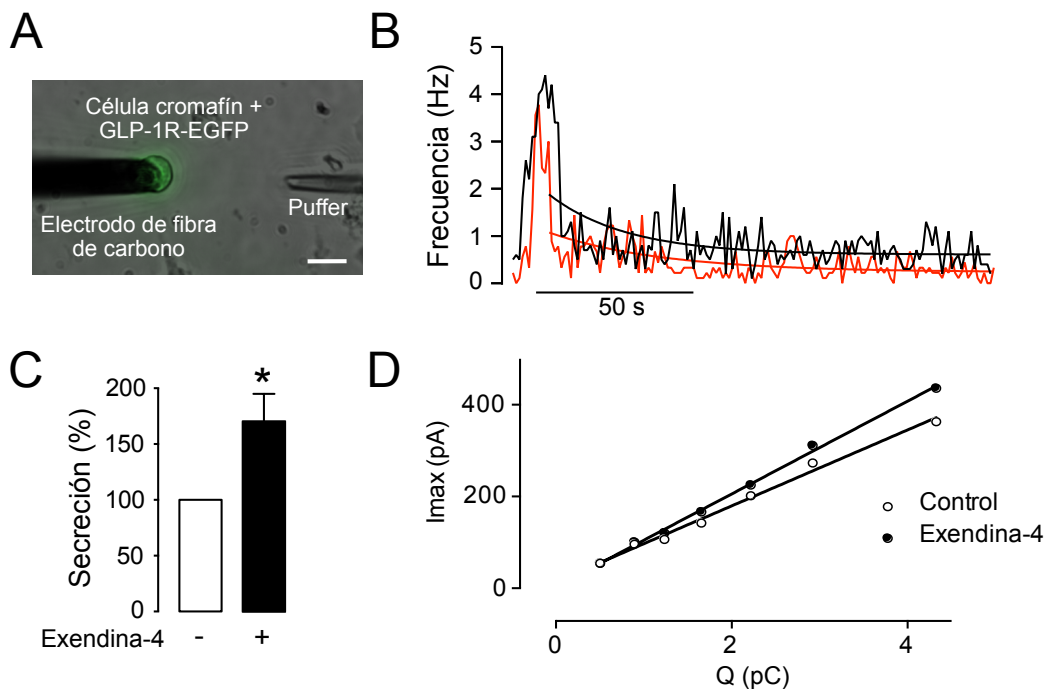 A
Célula cromafín +
GLP-1R-EGFP
Electrodo de fibra
de carbono
Puffer
B
Frecuencia (Hz)
5
4
3
2
1
0
50 s
C
Secreción (%)
200
150
100
50
0
*
Exendina-4 - +
D
Imax (pA)
400
200
0
Control
Exendina-4
0 2 4
Q (pC)